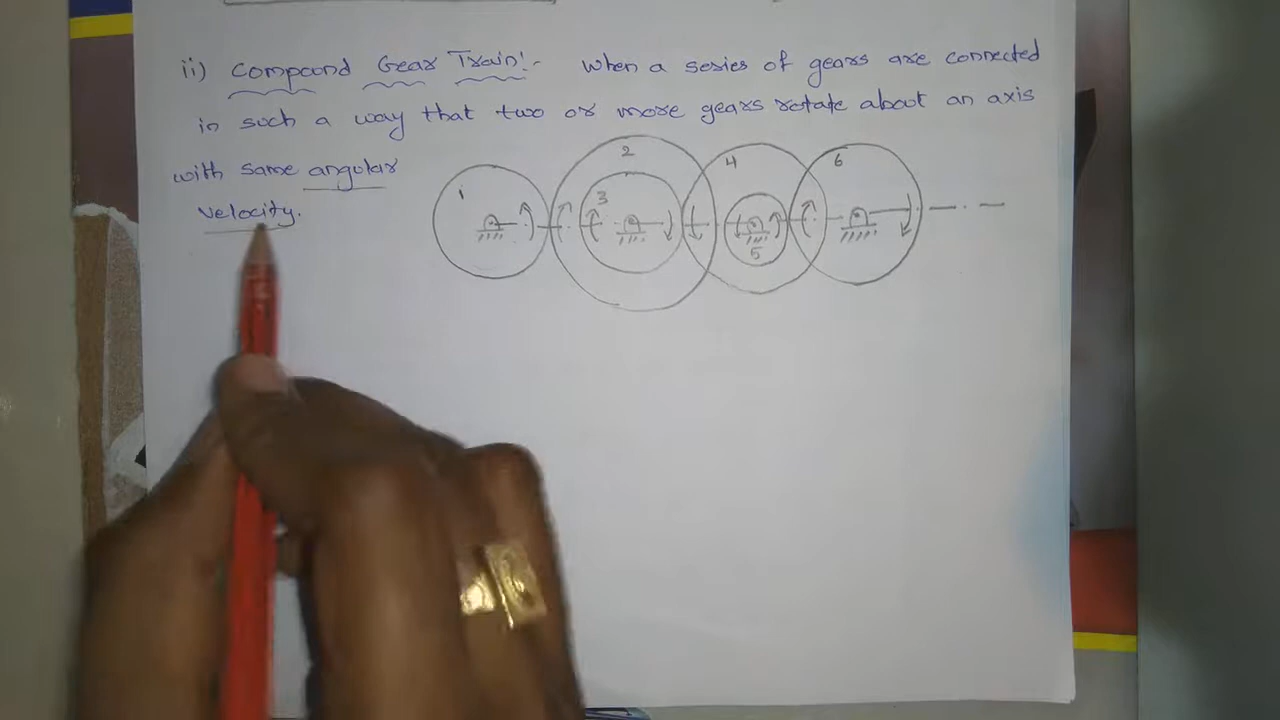 ii) Compound Gear Train:- When a series of gears are connected
in such a way that two or more gears rotate about an axis
with same angular
velocity.
1
2
3
4
5
6